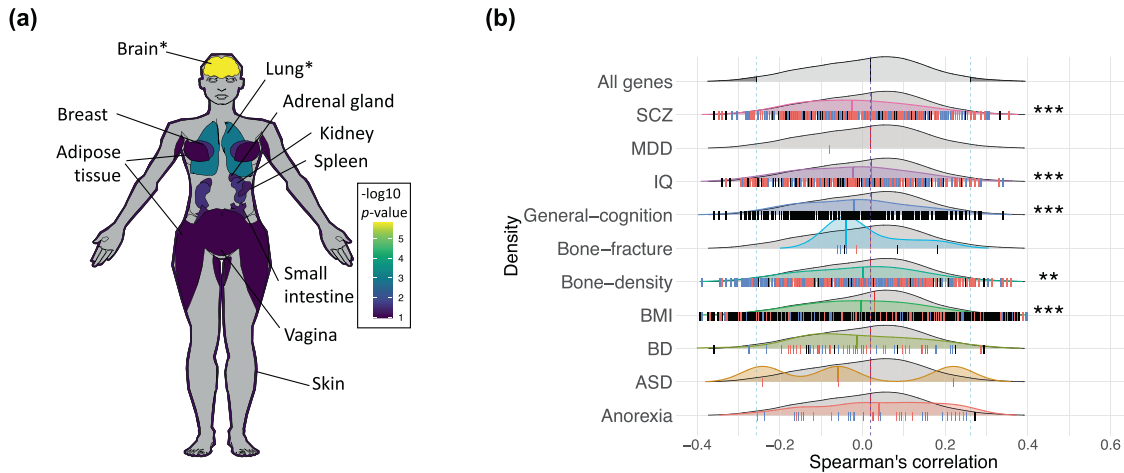 (a)
Brain*
Lung*
Adrenal gland
Breast
Kidney
Adipose
tissue
Spleen
-log10
p-value
5
4
3
2
1
Small
intestine
Vagina
Skin
(b)
Density
All genes
SCZ
***
MDD
IQ
***
General−cognition
***
Bone−fracture
Bone−density
**
BMI
***
BD
ASD
Anorexia
−0.4 −0.2 0.0 0.2 0.4 0.6
Spearman's correlation